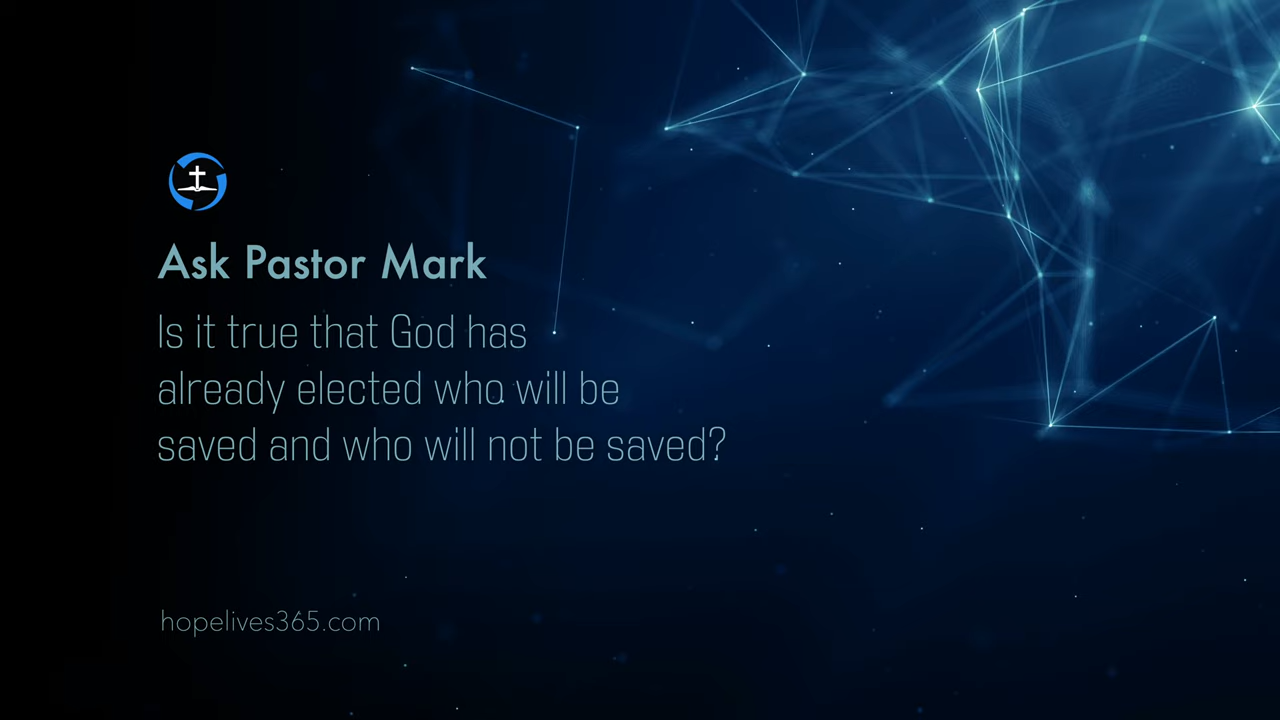 Ask Pastor Mark
Is it true that God has
already elected who will be
saved and who will not be saved?
hopelives365.com